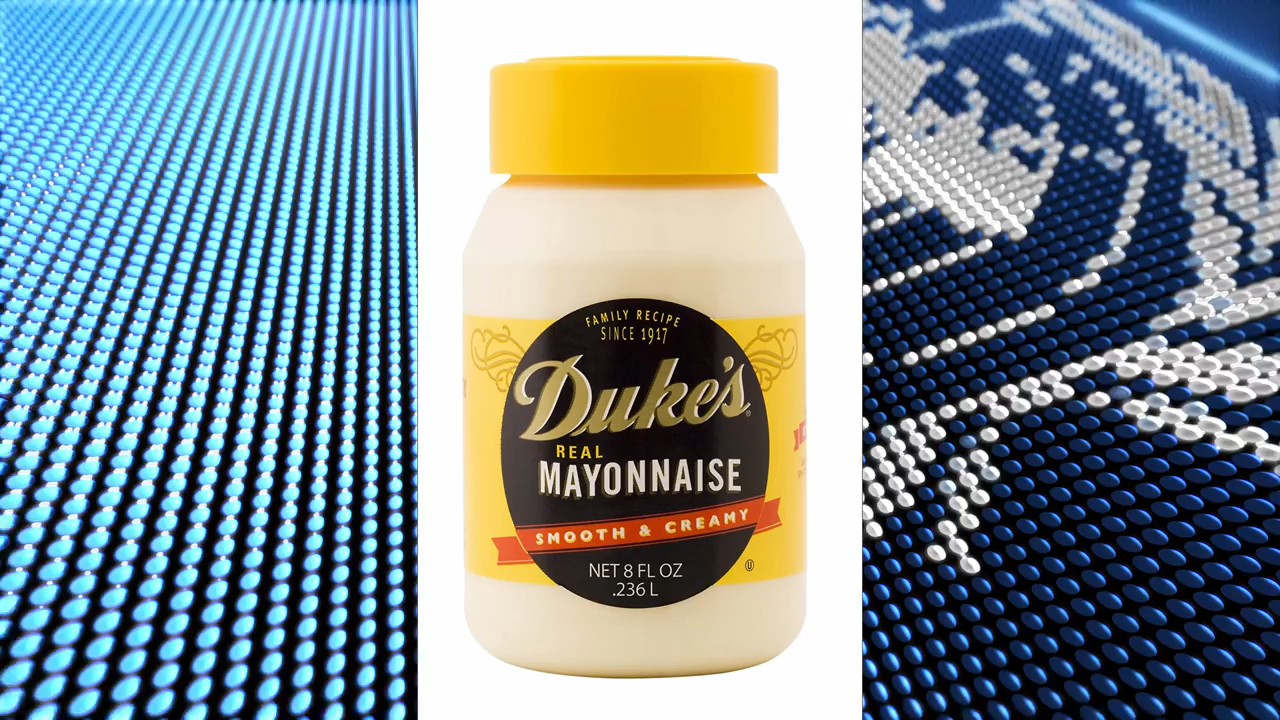 FAMILY RECIPE
SINCE 1917
Duke's®
REAL
MAYONNAISE
SMOOTH & CREAMY
NET 8 FL OZ
.236 L
Ⓤ